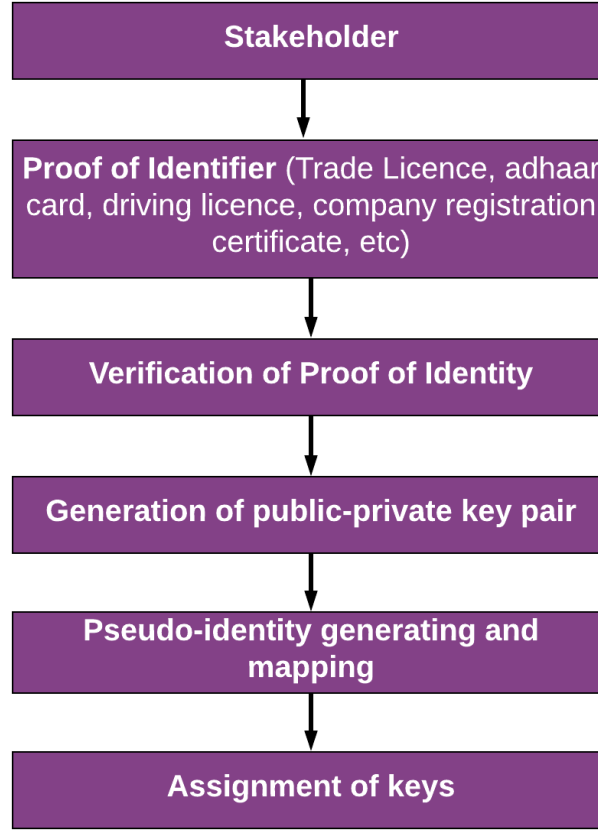 Stakeholder
Proof of Identifier (Trade Licence, adhaar
card, driving licence, company registration
certificate, etc)
Verification of Proof of Identity
Generation of public-private key pair
Pseudo-identity generating and
mapping
Assignment of keys